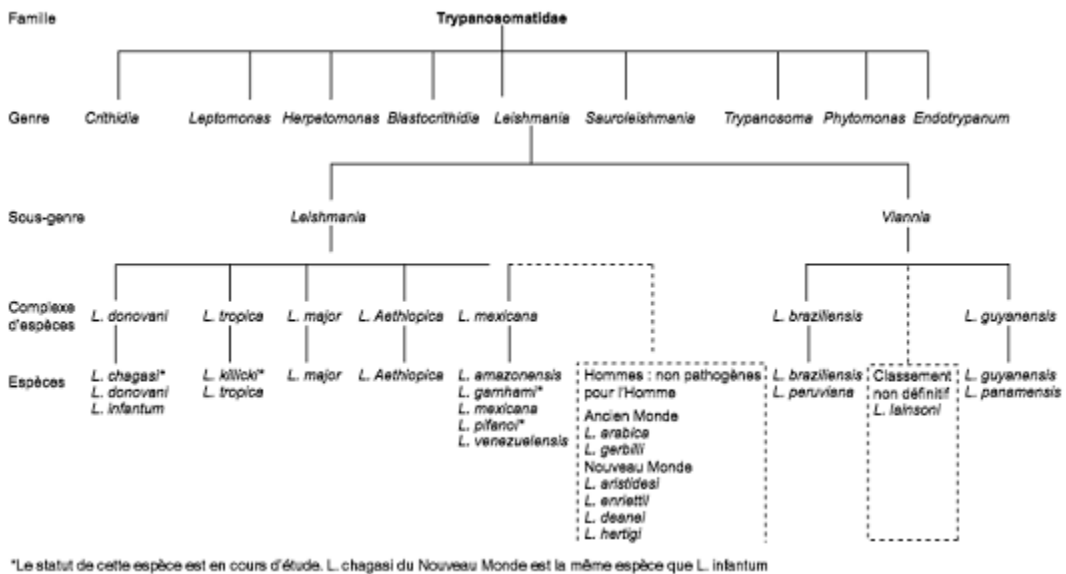 Famille Trypanosomatidae
Genre Crithidia Leptomonas Herpetomonas Blastocrithidia Leishmania Sauroleishmania Trypanosoma Phytomonas Endotrypanum
Sous-genre Leishmania Viannia
Complexe d'espèces L. donovani L. tropica L. major L. Aethiopica L. mexicana L. braziliensis L. guyanensis
Espèces
L. chagasi*
L. donovani
L. infantum
L. killicki*
L. tropica
L. major
L. Aethiopica
L. amazonensis
L. garnhami*
L. mexicana
L. pifanoi*
L. venezuelensis
Hommes : non pathogènes
pour l'Homme
Ancien Monde
L. arabica
L. gerbilli
Nouveau Monde
L. aristidesi
L. enriettii
L. deanei
L. hertigi
L. braziliensis
L. peruviana
Classement
non définitif
L. lainsoni
L. guyanensis
L. panamensis
*Le statut de cette espèce est en cours d'étude. L. chagasi du Nouveau Monde est la même espèce que L. infantum